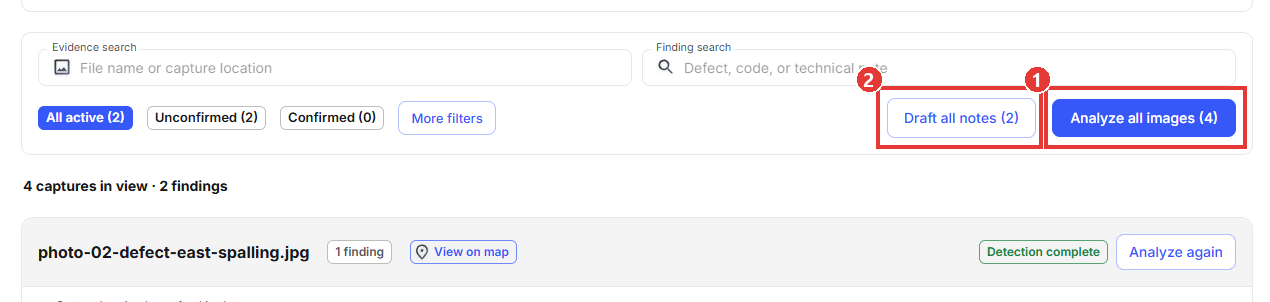 Evidence search
File name or capture location
Finding search
Defect, code, or technical note
2
1
All active (2)
Unconfirmed (2)
Confirmed (0)
More filters
Draft all notes (2)
Analyze all images (4)
4 captures in view · 2 findings
photo-02-defect-east-spalling.jpg
1 finding
View on map
Detection complete
Analyze again